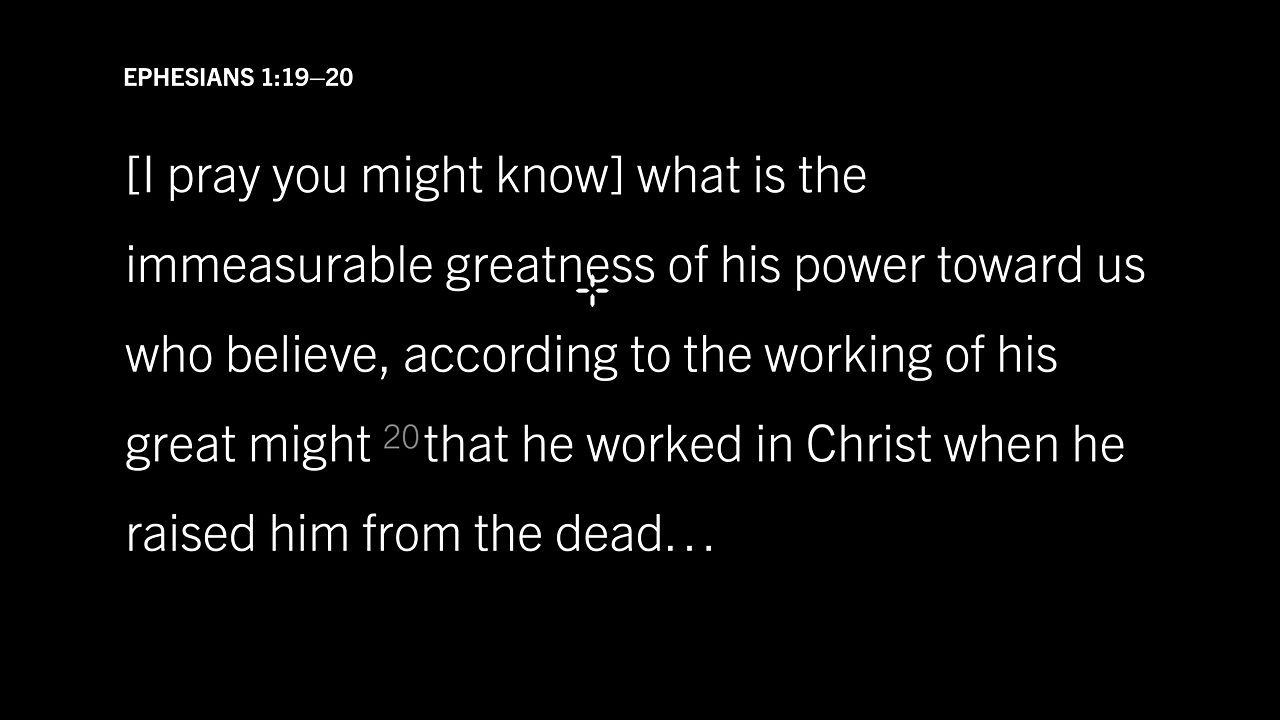 EPHESIANS 1:19–20
[I pray you might know] what is the
immeasurable greatness of his power toward us
who believe, according to the working of his
great might 20 that he worked in Christ when he
raised him from the dead…